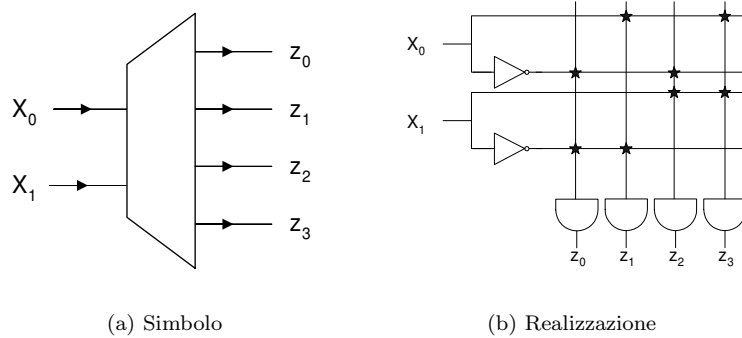 X0
X1
z0
z1
z2
z3
X0
X1
z0 z1 z2 z3
(a) Simbolo
(b) Realizzazione